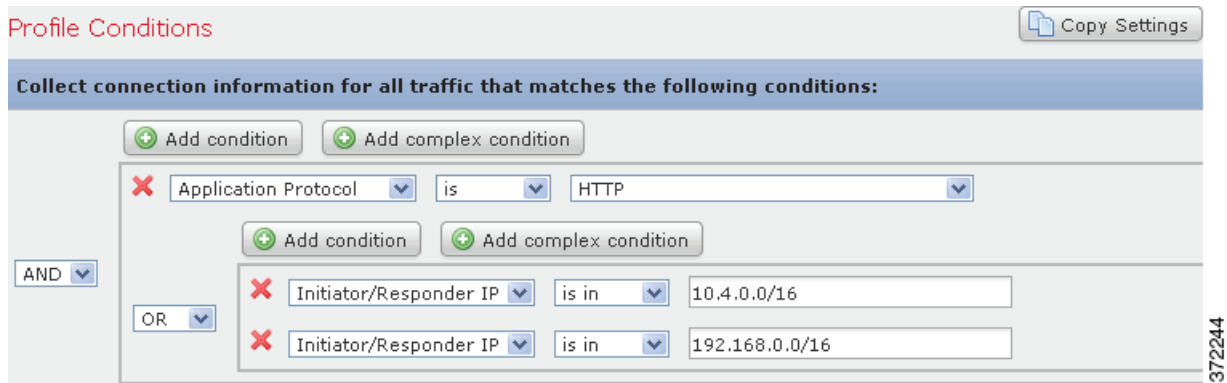 Profile Conditions
Copy Settings
Collect connection information for all traffic that matches the following conditions:
Add condition
Add complex condition
Application Protocol
is
HTTP
Add condition
Add complex condition
AND
OR
Initiator/Responder IP
is in
10.4.0.0/16
Initiator/Responder IP
is in
192.168.0.0/16
372244